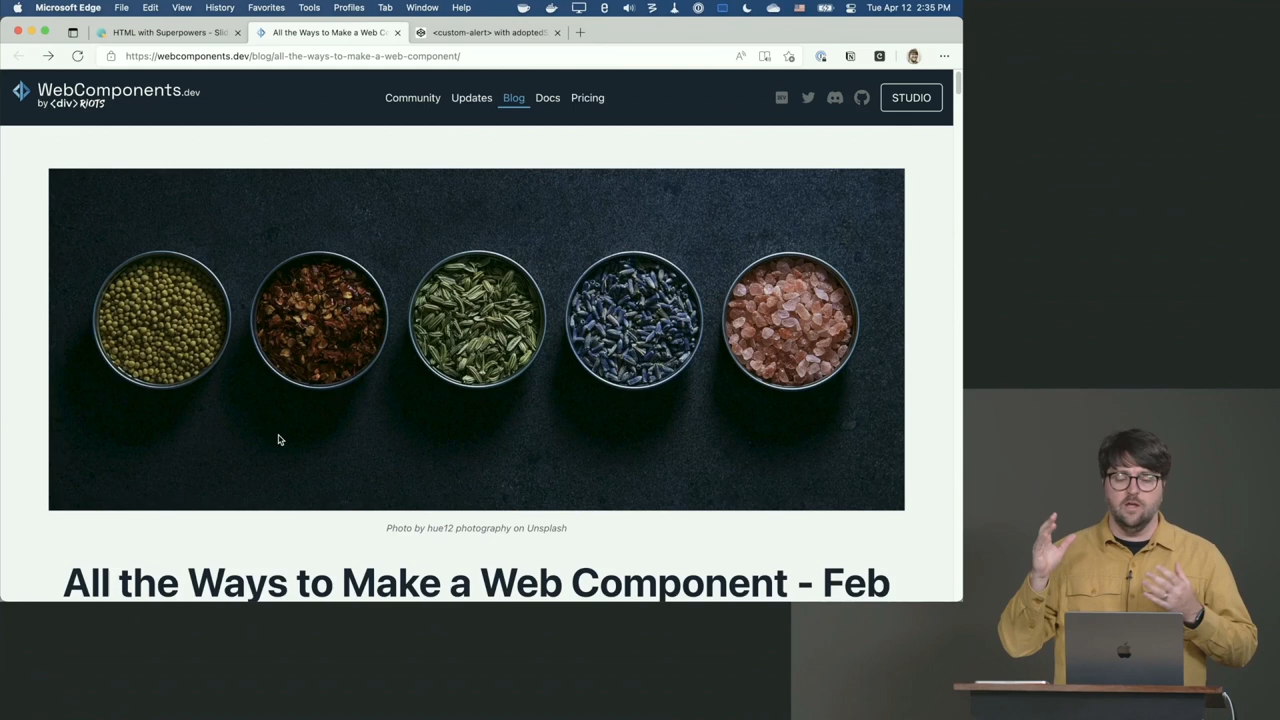 Microsoft Edge File Edit View History Favorites Tools Profiles Tab Window Help Tue Apr 12 2:35 PM
HTML with Superpowers - Slid
All the Ways to Make a Web Co
<custom-alert> with adoptedS
https://webcomponents.dev/blog/all-the-ways-to-make-a-web-component/
WebComponents.dev
by <div>RIOTS
Community Updates Blog Docs Pricing
STUDIO
Photo by hue12 photography on Unsplash
All the Ways to Make a Web Component - Feb